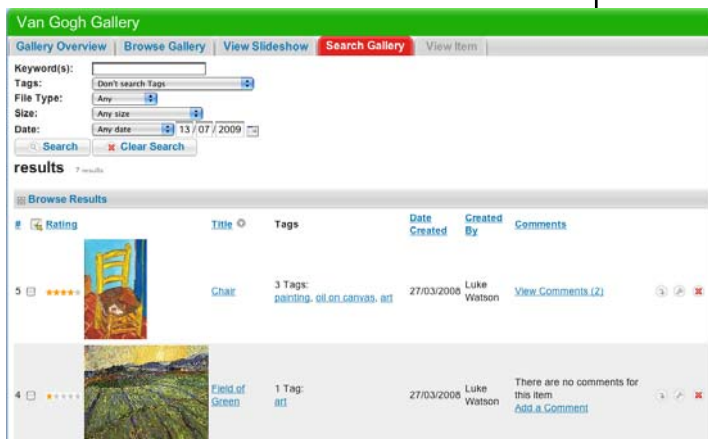 Van Gogh Gallery
Gallery Overview | Browse Gallery | View Slideshow Search Gallery View Item |
Keyword(s):
Tags: Don't search Tags
File Type: Any
Size: Any size
Date: Any date 13 / 07 / 2009
Search Clear Search
results 7 results
Browse Results
# Rating Title Tags Date Created Created By Comments
5 Chair 3 Tags: painting, oil on canvas, art 27/03/2008 Luke Watson View Comments (2)
4 Field of Green 1 Tag: art 27/03/2008 Luke Watson There are no comments for this item Add a Comment